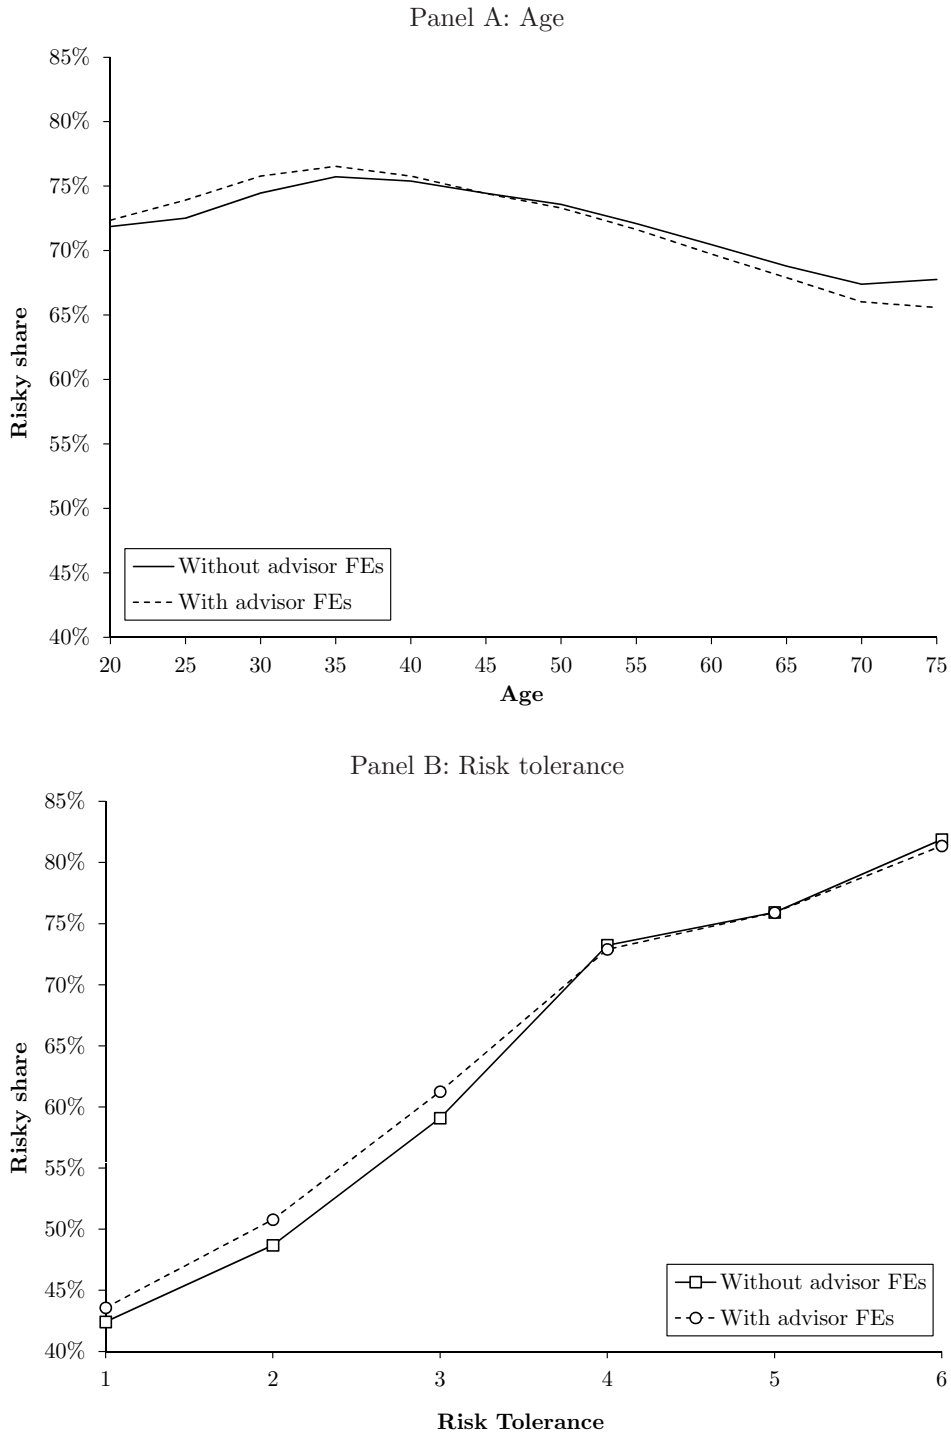 Panel A: Age
85%
80%
75%
70%
65%
60%
55%
50%
45%
40%
Risky share
Without advisor FEs
With advisor FEs
20 25 30 35 40 45 50 55 60 65 70 75
Age
Panel B: Risk tolerance
85%
80%
75%
70%
65%
60%
55%
50%
45%
40%
Risky share
Without advisor FEs
With advisor FEs
1 2 3 4 5 6
Risk Tolerance